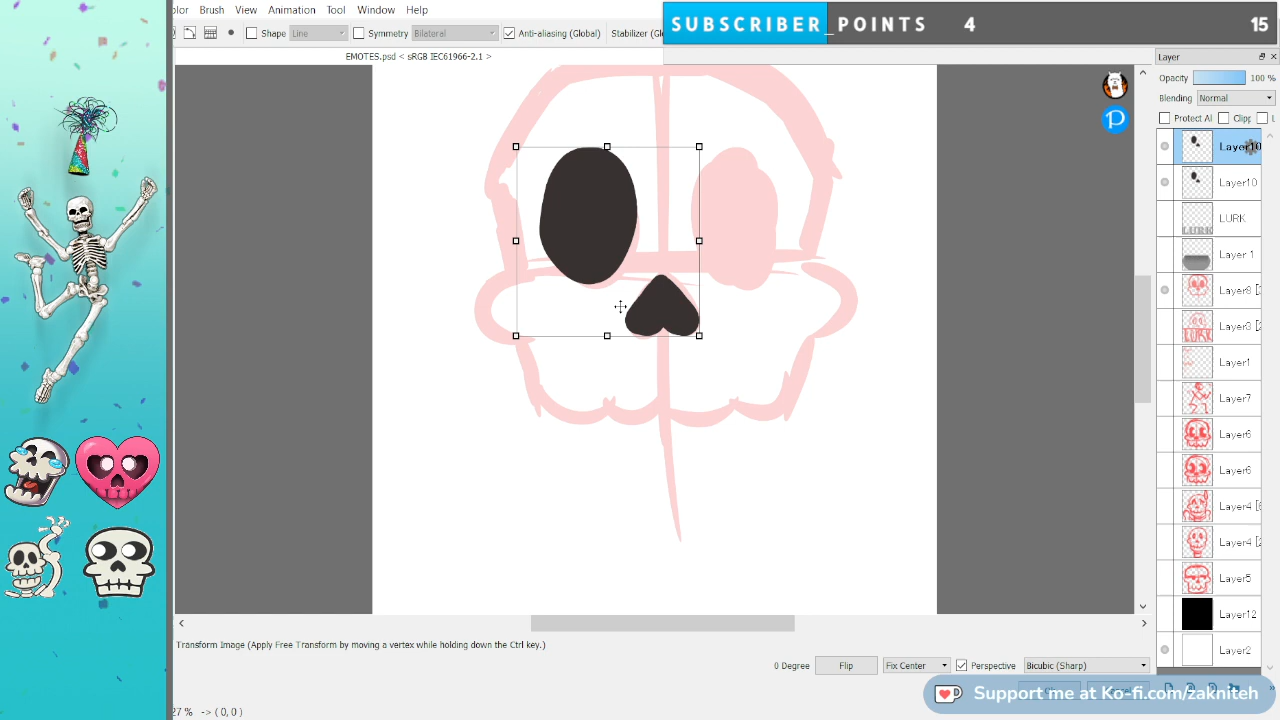 olor Brush View Animation Tool Window Help
SUBSCRIBER_POINTS 4 15
Shape Line Symmetry Bilateral Anti-aliasing (Global) Stabilizer (Glo
EMOTES.psd < sRGB IEC61966-2.1 >
Layer
Opacity 100 %
Blending Normal
Protect Al Clipp L
Layer10
Layer10
LURK
Layer 1
Layer8 [
Layer3 [
Layer1
Layer7
Layer6
Layer6
Layer4 [
Layer4 [
Layer5
Layer12
Layer2
LURK
LURK
Transform Image (Apply Free Transform by moving a vertex while holding down the Ctrl key.)
0 Degree Flip Fix Center Perspective Bicubic (Sharp)
Support me at Ko-fi.com/zakniteh
27 % -> ( 0, 0 )